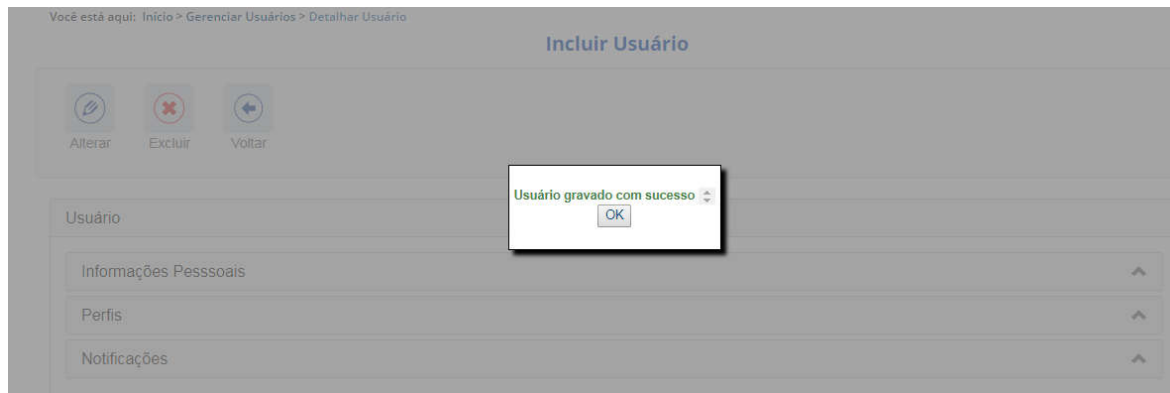 Você está aqui: Início > Gerenciar Usuários > Detalhar Usuário
Incluir Usuário
Alterar Excluir Voltar
Usuário gravado com sucesso
OK
Usuário
Informações Pesssoais
Perfis
Notificações